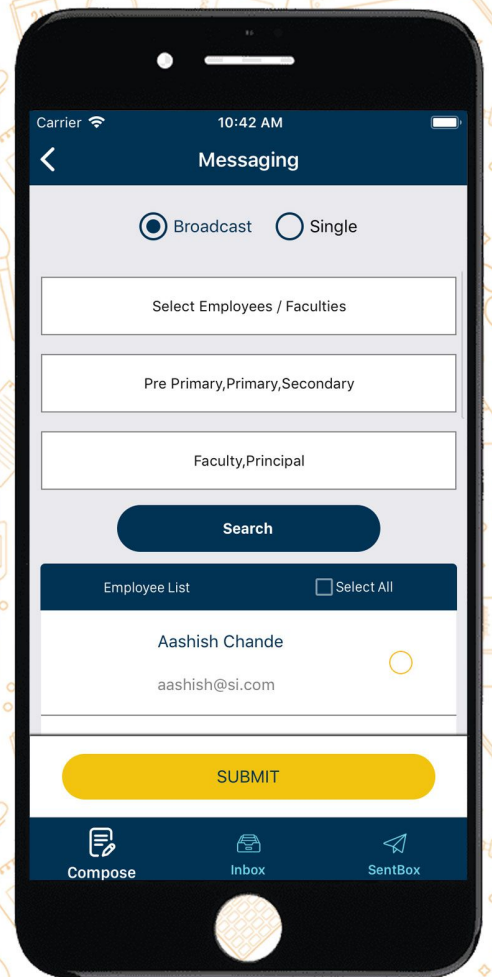 Carrier 10:42 AM
Messaging
Broadcast Single
Select Employees / Faculties
Pre Primary,Primary,Secondary
Faculty,Principal
Search
Employee List Select All
Aashish Chande
aashish@si.com
SUBMIT
Compose Inbox SentBox